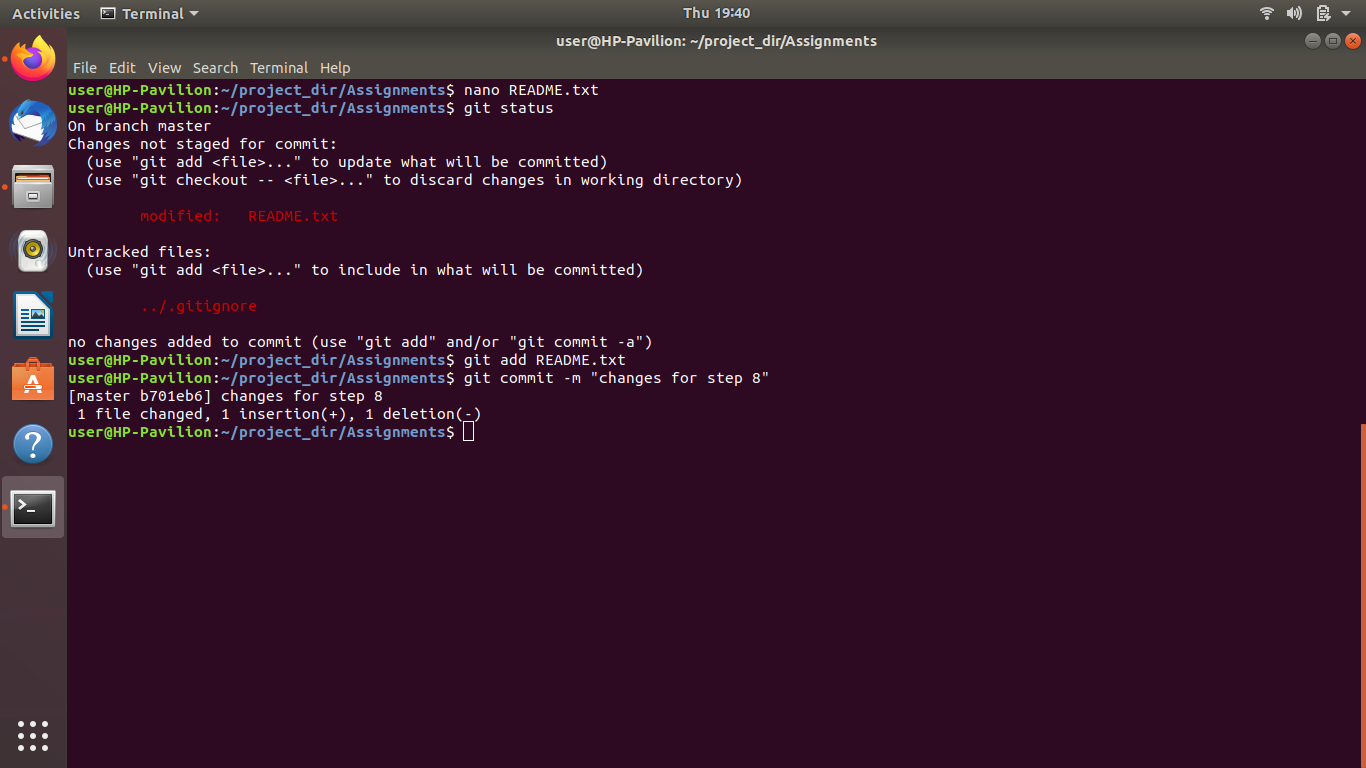 Activities Terminal Thu 19:40
user@HP-Pavilion: ~/project_dir/Assignments
File Edit View Search Terminal Help
user@HP-Pavilion:~/project_dir/Assignments$ nano README.txt
user@HP-Pavilion:~/project_dir/Assignments$ git status
On branch master
Changes not staged for commit:
  (use "git add <file>..." to update what will be committed)
  (use "git checkout -- <file>..." to discard changes in working directory)
        modified:   README.txt
Untracked files:
  (use "git add <file>..." to include in what will be committed)
        ../.gitignore
no changes added to commit (use "git add" and/or "git commit -a")
user@HP-Pavilion:~/project_dir/Assignments$ git add README.txt
user@HP-Pavilion:~/project_dir/Assignments$ git commit -m "changes for step 8"
[master b701eb6] changes for step 8
 1 file changed, 1 insertion(+), 1 deletion(-)
user@HP-Pavilion:~/project_dir/Assignments$